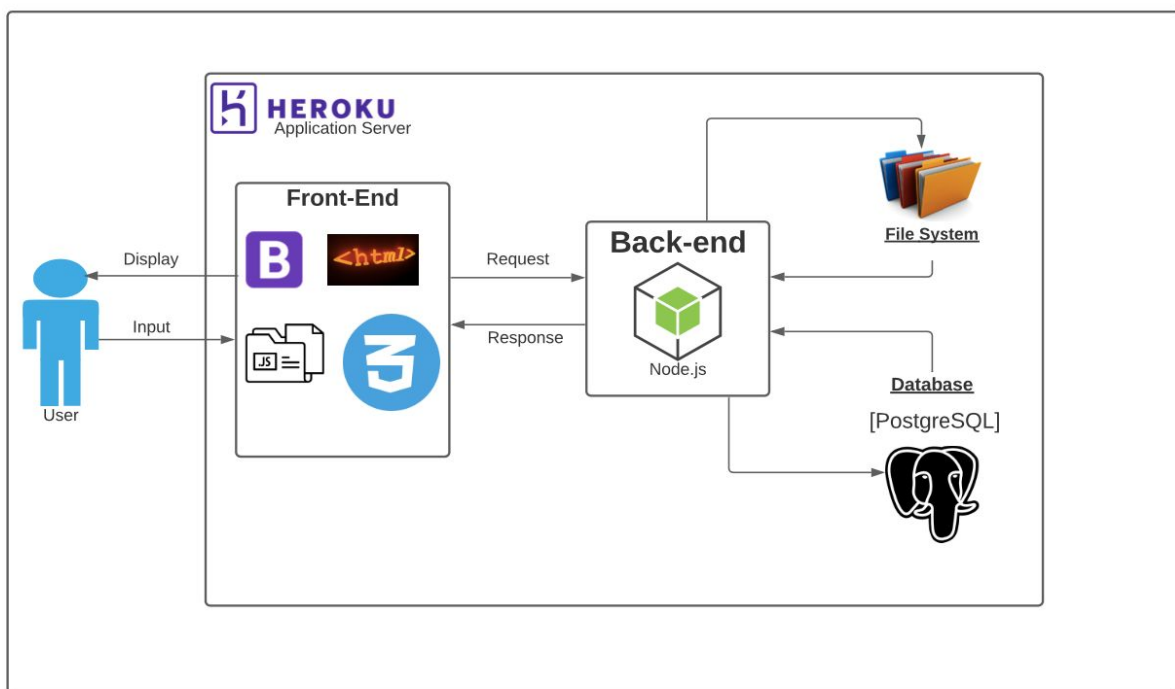 HEROKU
Application Server
Front-End
B
<html>
.JS
3
Display
Input
User
Request
Response
Back-end
Node.js
File System
Database
[PostgreSQL]